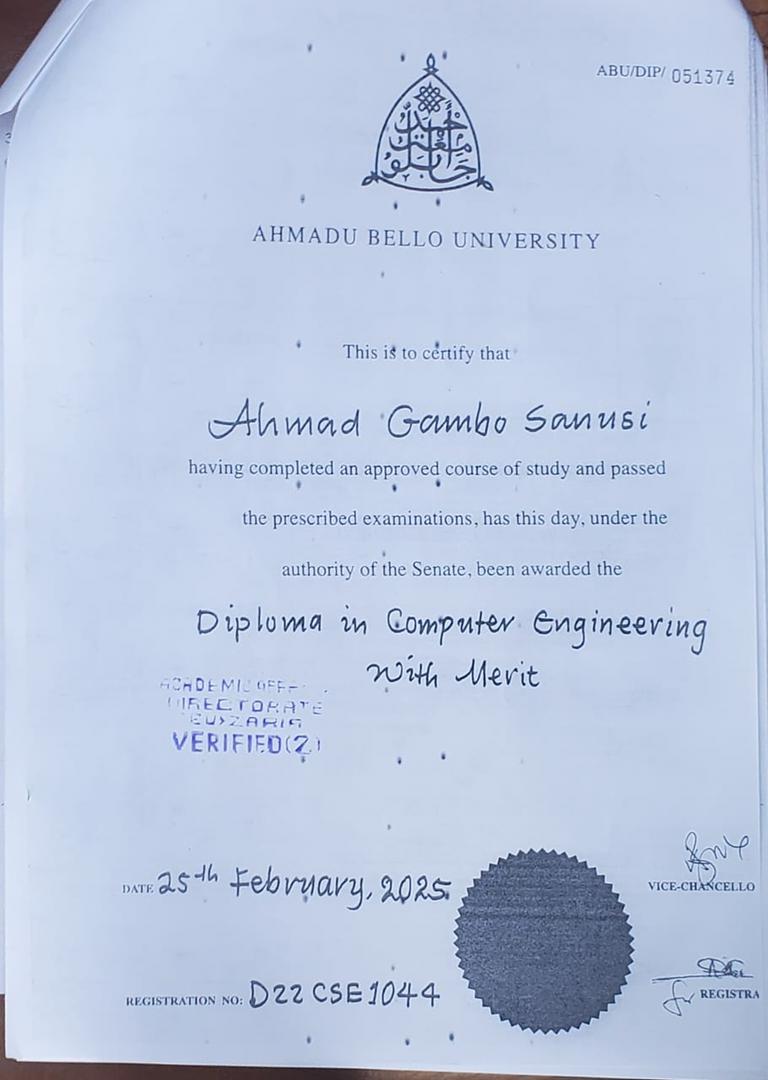 ABU/DIP/ 051374
AHMADU BELLO UNIVERSITY
This is to certify that
Ahmad Gambo Sanusi
having completed an approved course of study and passed
the prescribed examinations, has this day, under the
authority of the Senate, been awarded the
Diploma in Computer Engineering
With Merit
DIRECTORATE
VERIFIED(2)
DATE 25th February, 2025
VICE-CHANCELLO
REGISTRATION NO: D22CSE1044
for REGISTRA